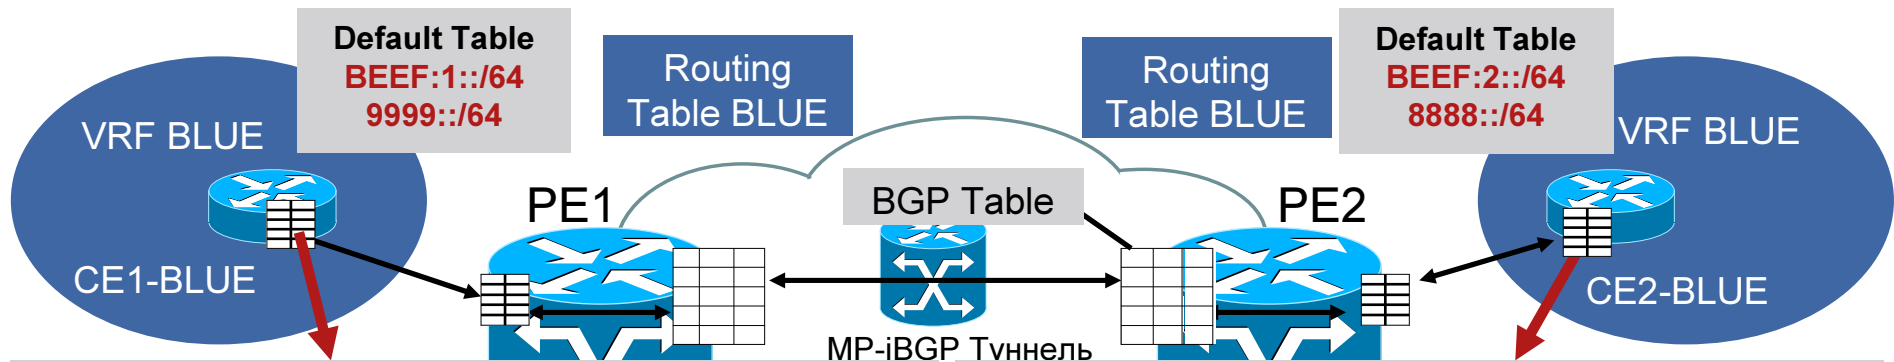 Default Table
BEEF:1::/64
9999::/64
Routing
Table BLUE
Routing
Table BLUE
Default Table
BEEF:2::/64
8888::/64
VRF BLUE
VRF BLUE
PE1
BGP Table
PE2
CE1-BLUE
CE2-BLUE
MP-iBGP Туннель